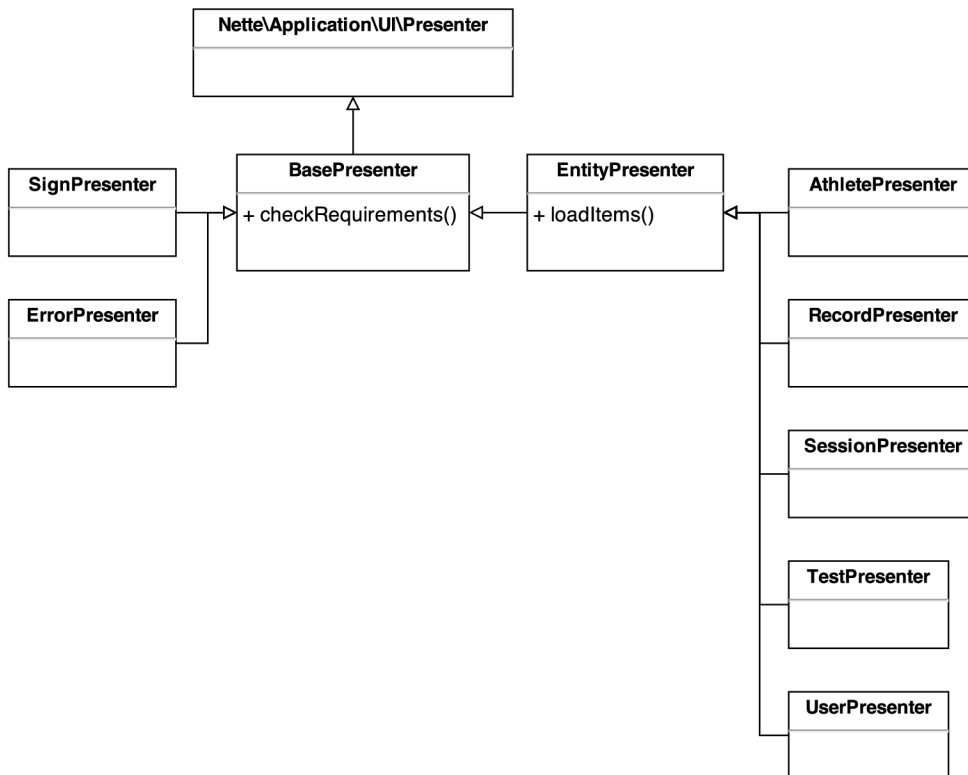 Nette\Application\UI\Presenter
SignPresenter
BasePresenter
+ checkRequirements()
EntityPresenter
+ loadItems()
AthletePresenter
ErrorPresenter
RecordPresenter
SessionPresenter
TestPresenter
UserPresenter